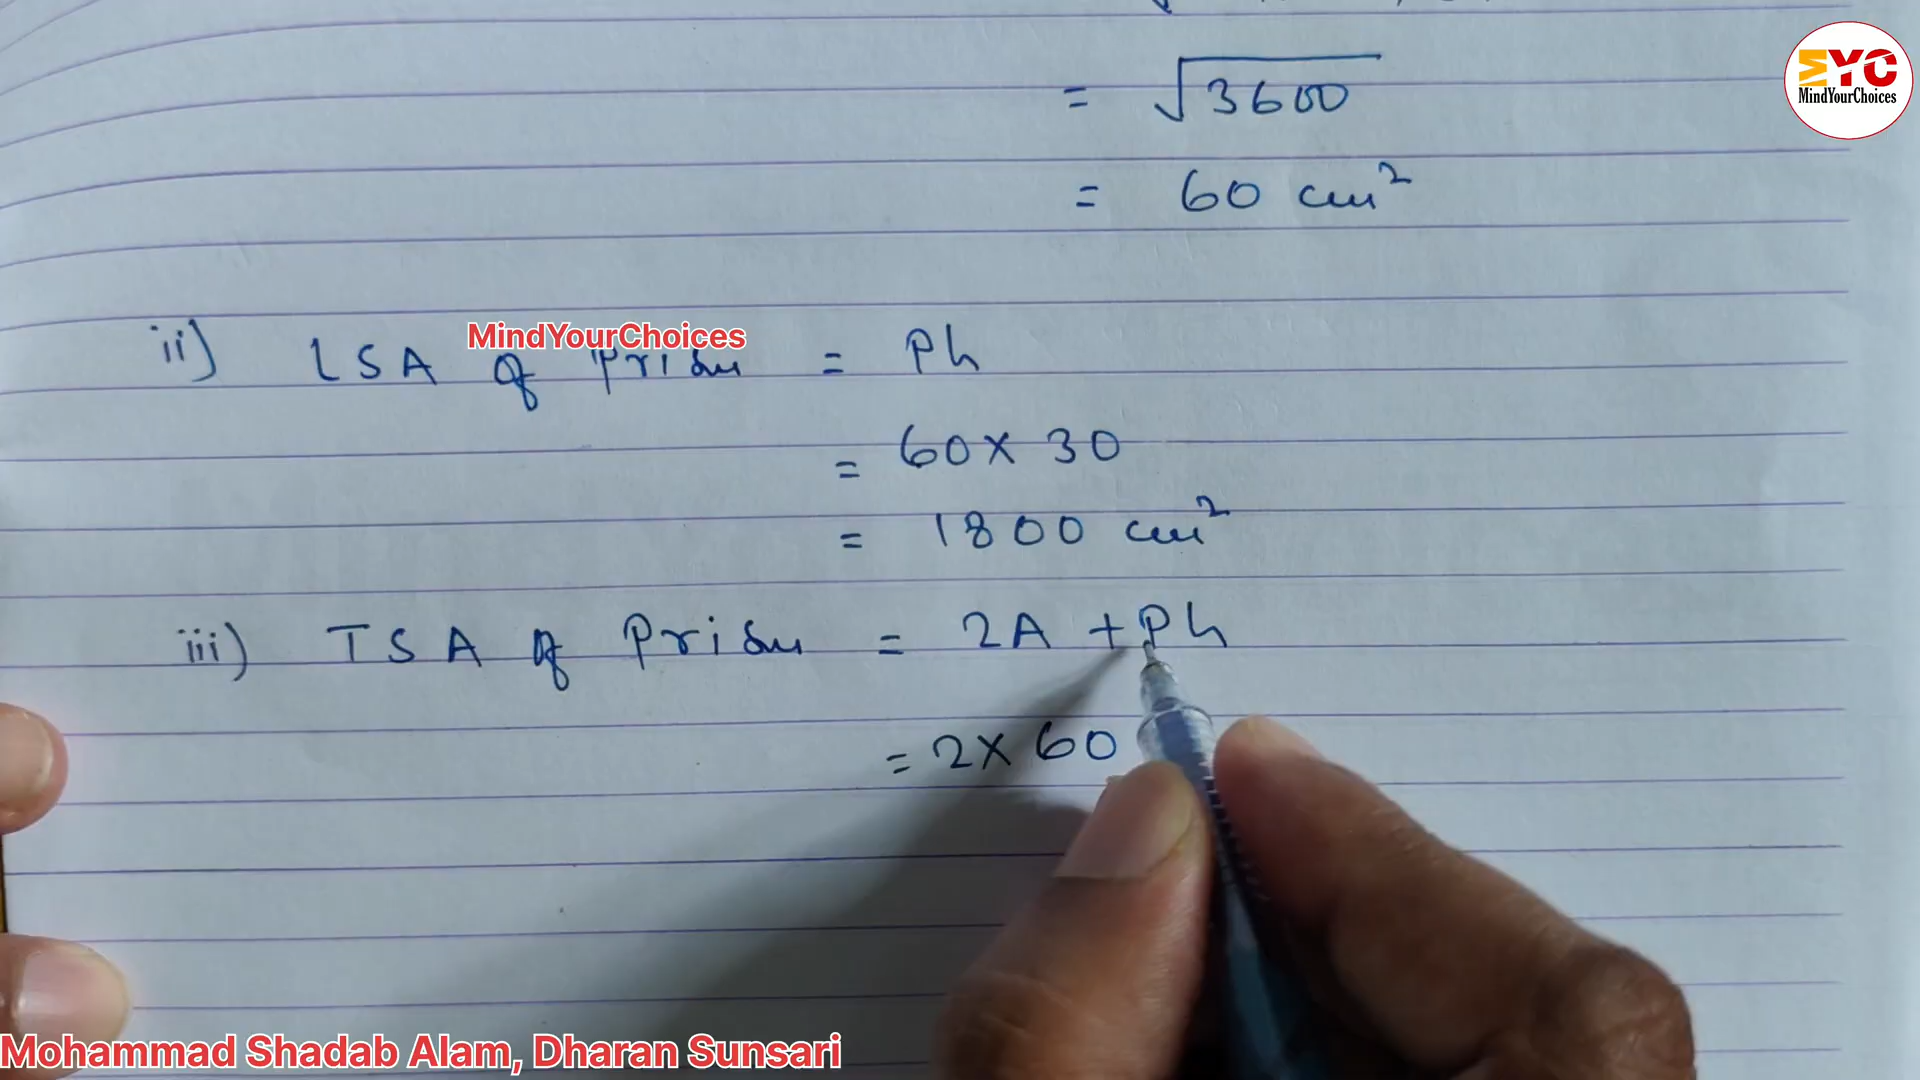 = √3600
MYC
MindYourChoices
= 60 cm²
MindYourChoices
ii) LSA of Prism = Ph
= 60 × 30
= 1800 cm²
iii) TSA of Prism = 2A + Ph
= 2 × 60
Mohammad Shadab Alam, Dharan Sunsari